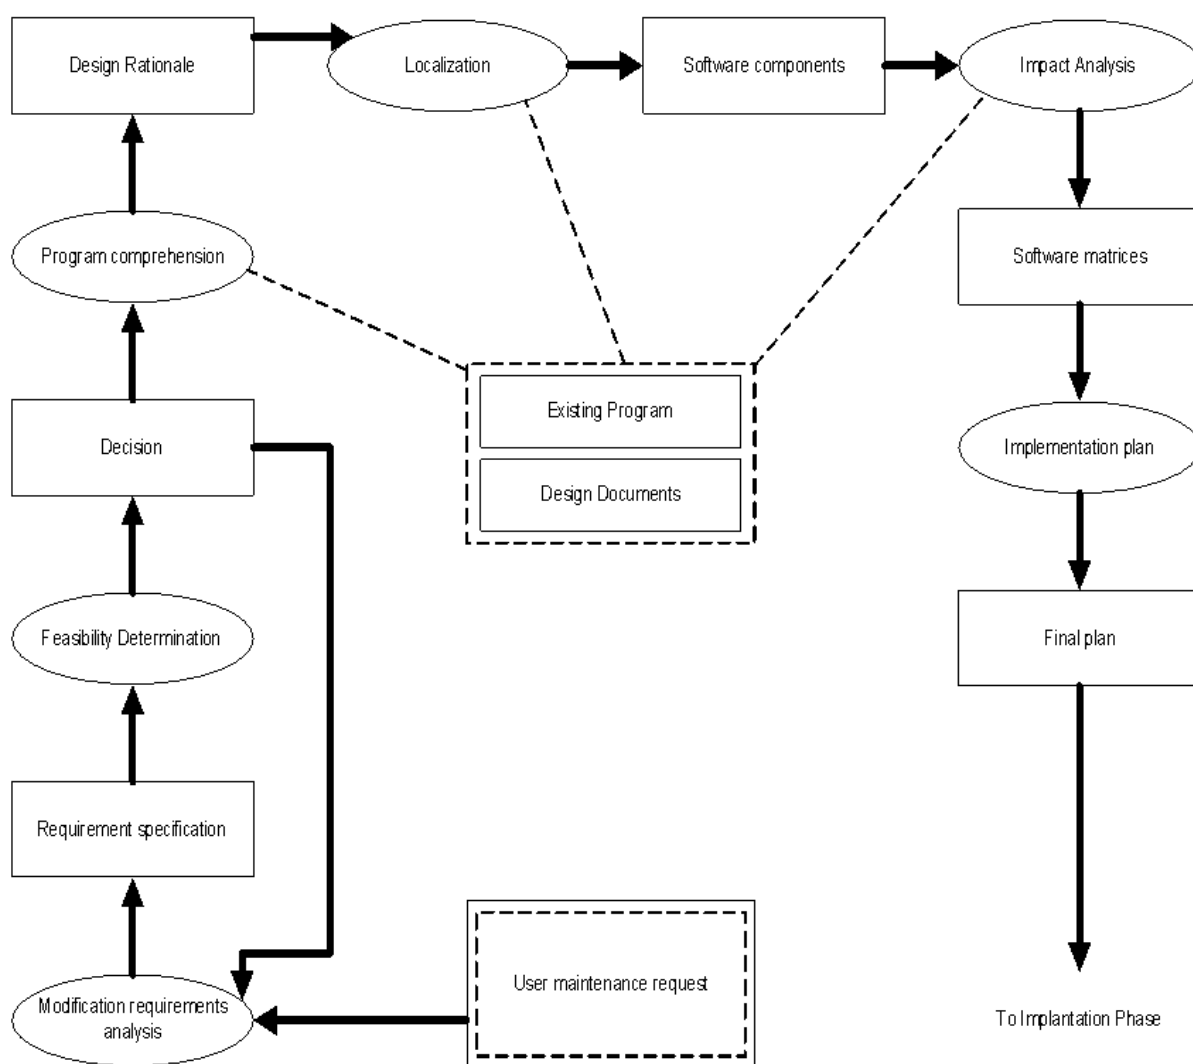 Design Rationale
Localization
Software components
Impact Analysis
Program comprehension
Software matrices
Existing Program
Decision
Implementation plan
Design Documents
Feasibility Determination
Final plan
Requirement specification
User maintenance request
Modification requirements
analysis
To Implantation Phase